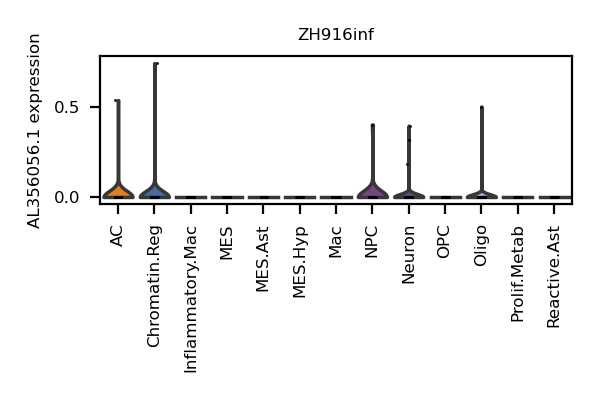 ZH916inf
AL356056.1 expression
0.5
0.0
AC
Chromatin.Reg
Inflammatory.Mac
MES
MES.Ast
MES.Hyp
Mac
NPC
Neuron
OPC
Oligo
Prolif.Metab
Reactive.Ast